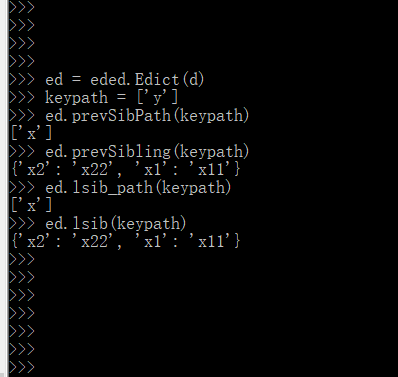 >>>
>>>
>>>
>>>
>>> ed = eded.Edict(d)
>>> keypath = ['y']
>>> ed.prevSibPath(keypath)
['x']
>>> ed.prevSibling(keypath)
{'x2': 'x22', 'x1': 'x11'}
>>> ed.lsib_path(keypath)
['x']
>>> ed.lsib(keypath)
{'x2': 'x22', 'x1': 'x11'}
>>>
>>>
>>>
>>>
>>>
>>>
>>>